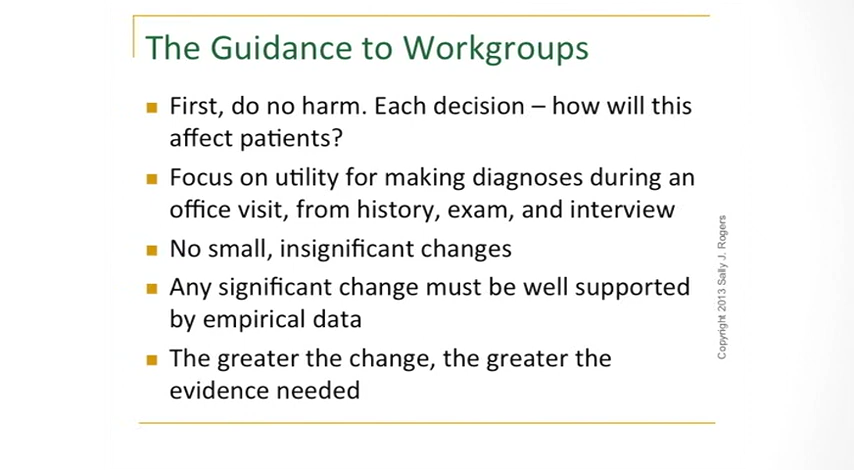 The Guidance to Workgroups
First, do no harm. Each decision – how will this
affect patients?
Focus on utility for making diagnoses during an
office visit, from history, exam, and interview
No small, insignificant changes
Any significant change must be well supported
by empirical data
The greater the change, the greater the
evidence needed
Copyright 2013 Sally J. Rogers